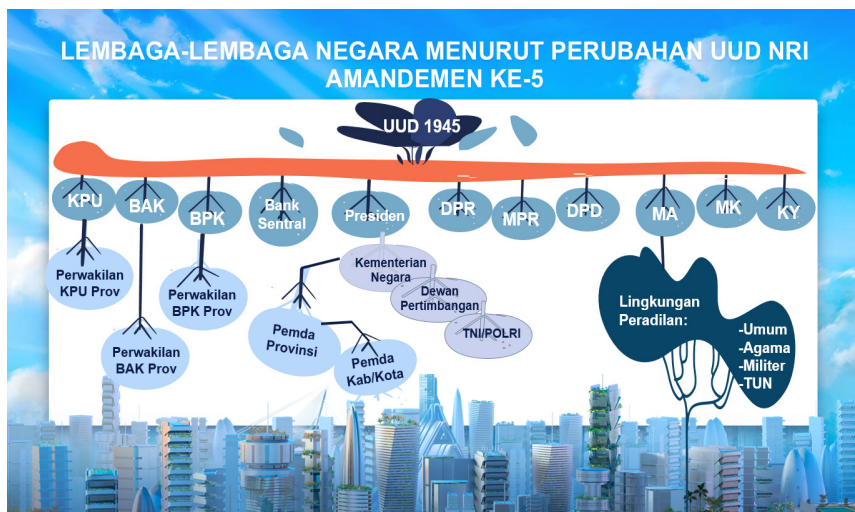 LEMBAGA-LEMBAGA NEGARA MENURUT PERUBAHAN UUD NRI
AMANDEMEN KE-5
UUD 1945
KPU
BAK
BPK
Bank
Sentral
Presiden
DPR
MPR
DPD
MA
MK
KY
Perwakilan
KPU Prov
Perwakilan
BAK Prov
Perwakilan
BPK Prov
Kementerian
Negara
Dewan
Pertimbangan
TNI/POLRI
Pemda
Provinsi
Pemda
Kab/Kota
Lingkungan
Peradilan:
-Umum
-Agama
-Militer
-TUN